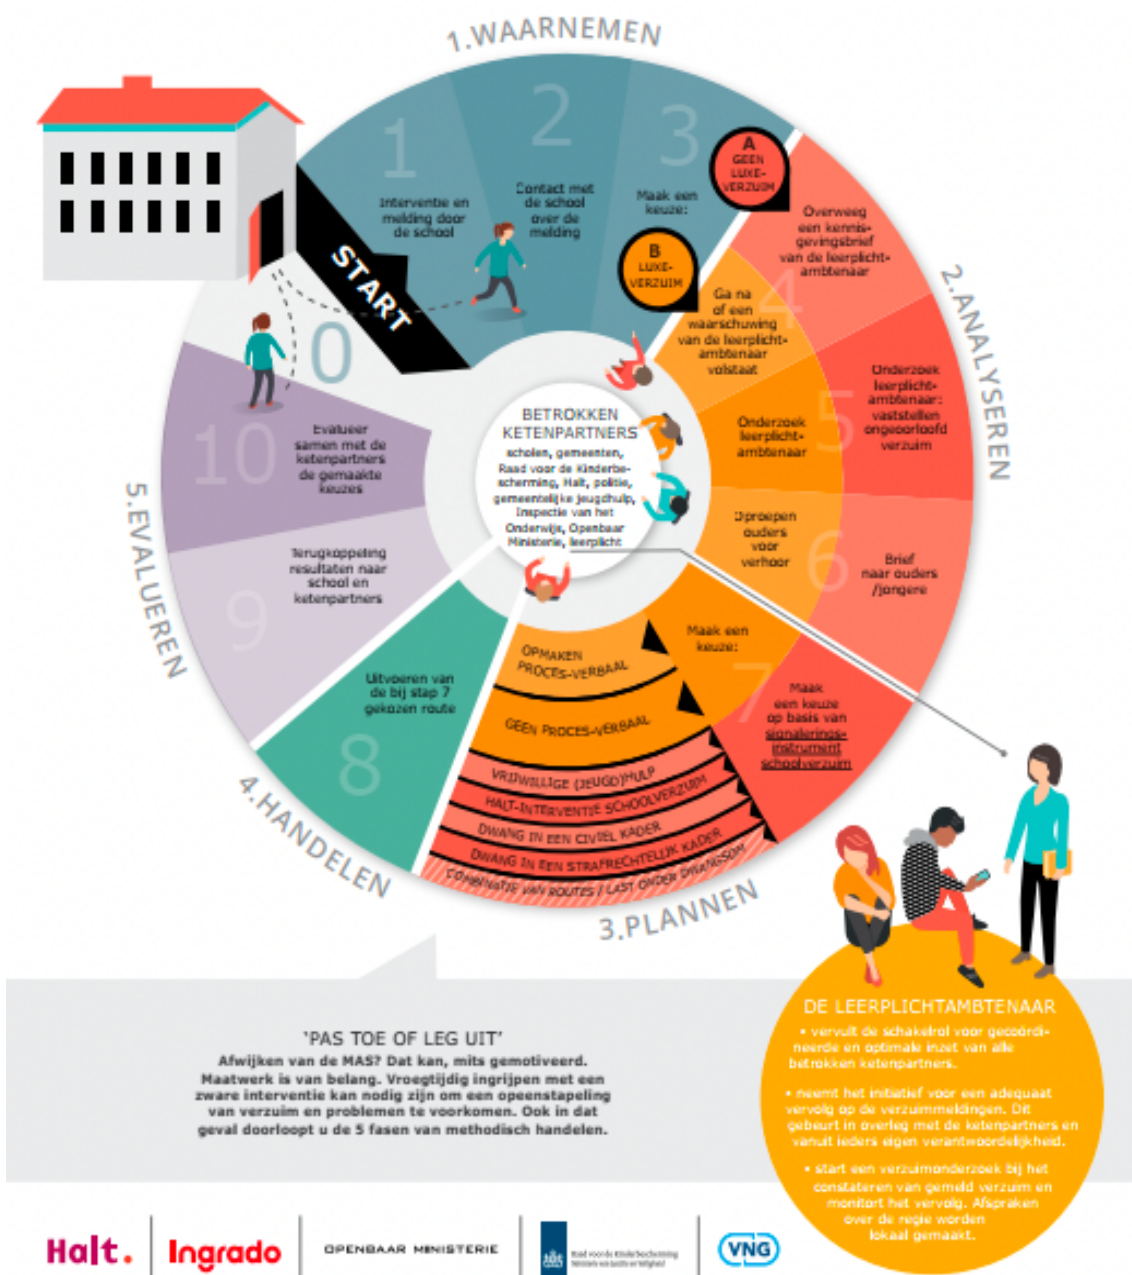 1.WAARNEMEN
1
Interventie en
melding door
de school
2
Contact met
de school
over de
melding
3
Maak een
keuze:
A
GEEN
LUXE-
VERZUIM
B
LUXE-
VERZUIM
START
0
2.ANALYSEREN
4
Overweeg
een kennis-
gevingsbrief
van de leerplicht-
ambtenaar
Ga na
of een
waarschuwing
van de leerplicht-
ambtenaar
volstaat
5
Onderzoek
leerplicht-
ambtenaar:
vaststellen
ongeoorloofd
verzuim
Onderzoek
leerplicht-
ambtenaar
6
Oproepen
ouders
voor
verhoor
Brief
naar ouders
/jongere
BETROKKEN
KETENPARTNERS
scholen, gemeenten,
Raad voor de Kinderbe-
scherming, Halt, politie,
gemeentelijke jeugdhulp,
Inspectie van het
Onderwijs, Openbaar
Ministerie, leerplicht
7
Maak een
keuze:
Maak
een keuze
op basis van
signalerings-
instrument
schoolverzuim
OPMAKEN
PROCES-VERBAAL
GEEN PROCES-VERBAAL
VRIJWILLIGE (JEUGD)HULP
HALT-INTERVENTIE SCHOOLVERZUIM
DWANG IN EEN CIVIEL KADER
DWANG IN EEN STRAFRECHTELIJK KADER
COMBINATIE VAN ROUTES / LAST ONDER DWANGSOM
3.PLANNEN
8
Uitvoeren van
de bij stap 7
gekozen route
4.HANDELEN
9
Terugkoppeling
resultaten naar
school en
ketenpartners
10
Evalueer
samen met de
ketenpartners
de gemaakte
keuzes
5.EVALUEREN
'PAS TOE OF LEG UIT'
Afwijken van de MAS? Dat kan, mits gemotiveerd.
Maatwerk is van belang. Vroegtijdig ingrijpen met een
zware interventie kan nodig zijn om een opeenstapeling
van verzuim en problemen te voorkomen. Ook in dat
geval doorloopt u de 5 fasen van methodisch handelen.
DE LEERPLICHTAMBTENAAR
• vervult de schakelrol voor gecoördi-
neerde en optimale inzet van alle
betrokken ketenpartners.
• neemt het initiatief voor een adequaat
vervolg op de verzuimmeldingen. Dit
gebeurt in overleg met de ketenpartners en
vanuit ieders eigen verantwoordelijkheid.
• start een verzuimonderzoek bij het
constateren van gemeld verzuim en
monitort het vervolg. Afspraken
over de regie worden
lokaal gemaakt.
Halt.
Ingrado
OPENBAAR MINISTERIE
Raad voor de Kinderbescherming
Ministerie van Justitie en Veiligheid
VNG